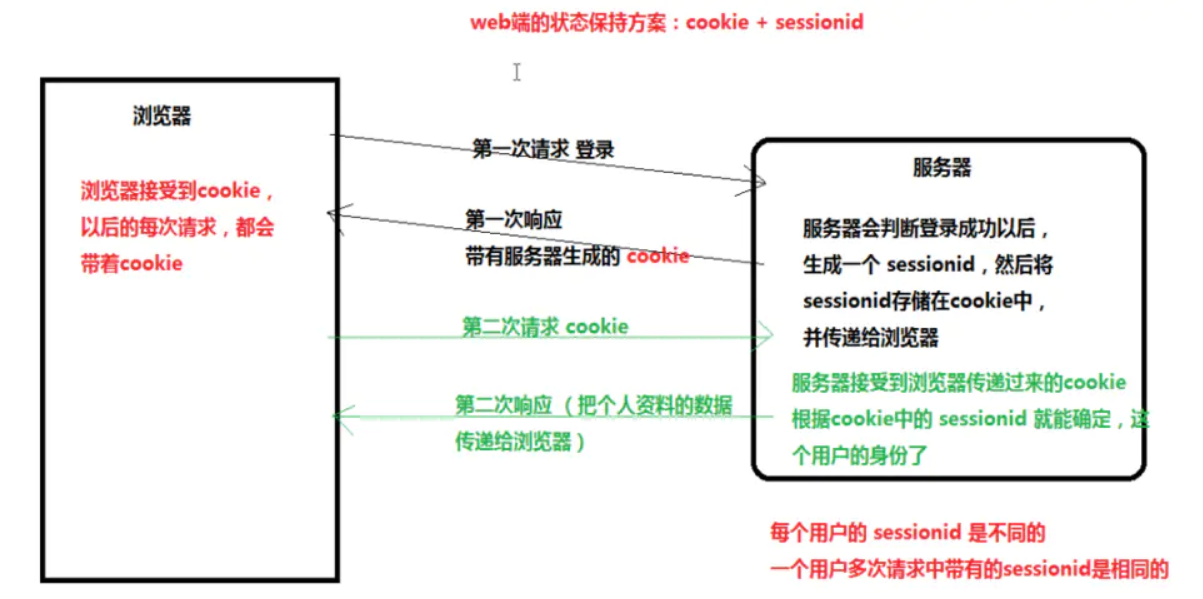 web端的状态保持方案：cookie + sessionid
浏览器
浏览器接受到cookie，
以后的每次请求，都会
带着cookie
第一次请求 登录
第一次响应
带有服务器生成的 cookie
第二次请求 cookie
第二次响应（把个人资料的数据
传递给浏览器）
服务器
服务器会判断登录成功以后，
生成一个 sessionid，然后将
sessionid存储在cookie中，
并传递给浏览器
服务器接受到浏览器传递过来的cookie
根据cookie中的 sessionid 就能确定，这
个用户的身份了
每个用户的 sessionid 是不同的
一个用户多次请求中带有的sessionid是相同的